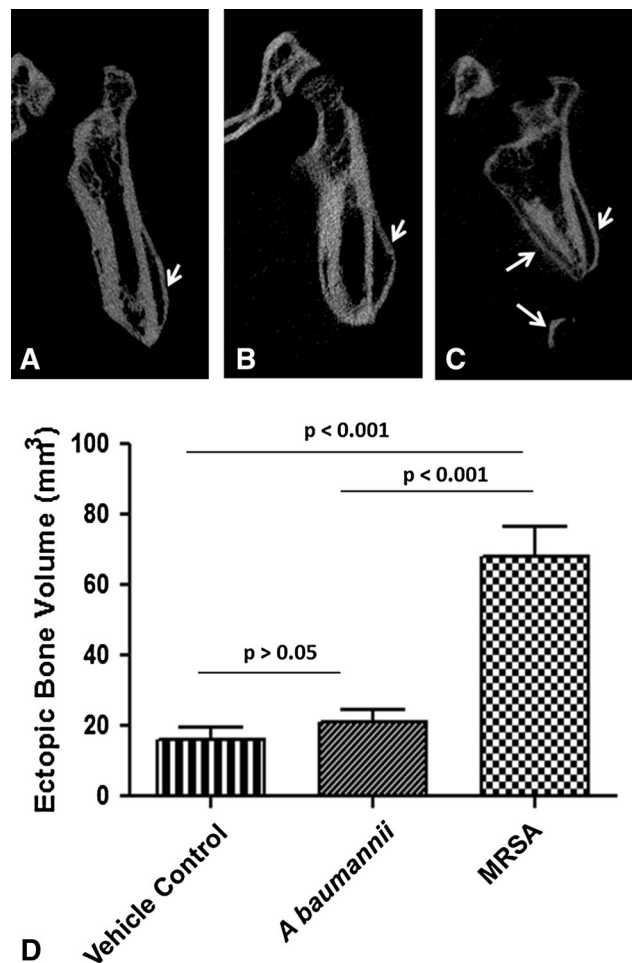 A
B
C
Ectopic Bone Volume (mm³)
100
80
60
40
20
0
p < 0.001
p < 0.001
p > 0.05
Vehicle Control
A baumannii
MRSA
D